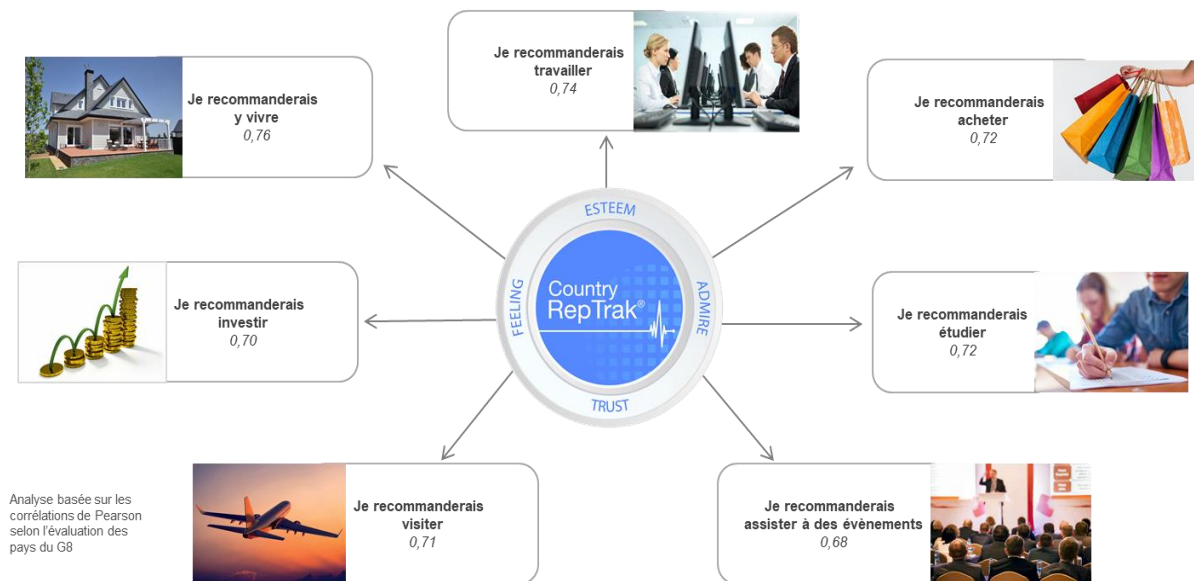 Je recommanderais
travailler
0,74
Je recommanderais
y vivre
0,76
Je recommanderais
acheter
0,72
ESTEEM
FEELING
ADMIRE
TRUST
Country
RepTrak®
Je recommanderais
investir
0,70
Je recommanderais
étudier
0,72
Je recommanderais
visiter
0,71
Je recommanderais
assister à des évènements
0,68
Analyse basée sur les
corrélations de Pearson
selon l'évaluation des
pays du G8